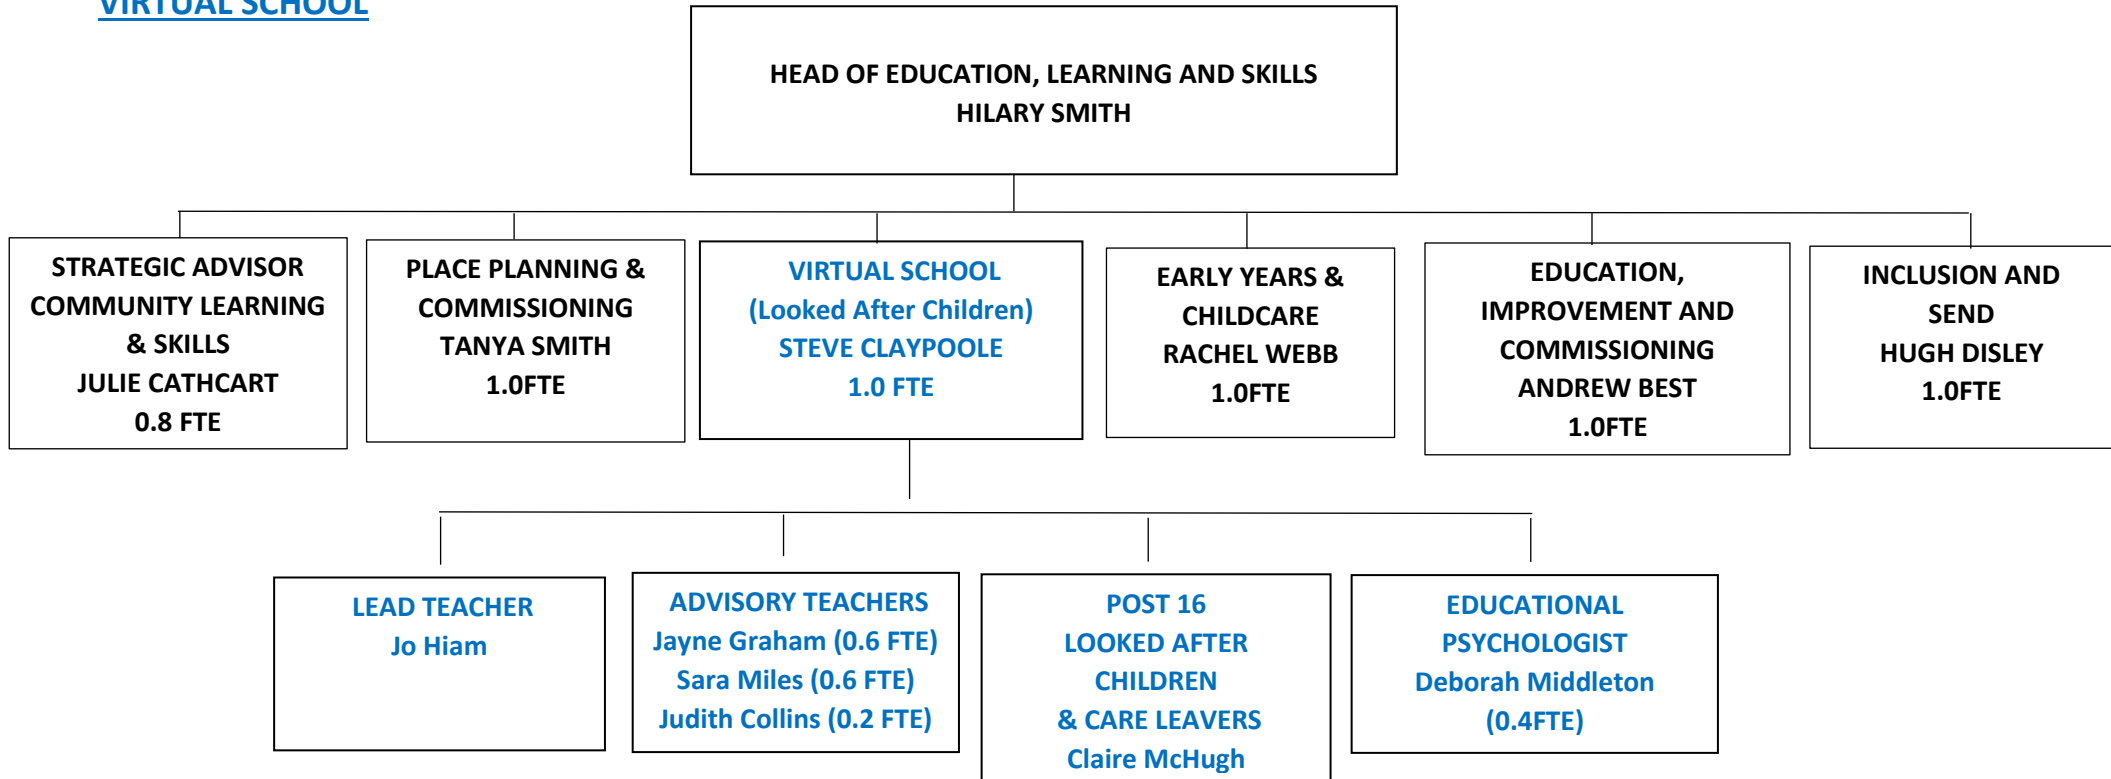 VIRTUAL SCHOOL
HEAD OF EDUCATION, LEARNING AND SKILLS
HILARY SMITH
STRATEGIC ADVISOR
COMMUNITY LEARNING
& SKILLS
JULIE CATHCART
0.8 FTE
PLACE PLANNING &
COMMISSIONING
TANYA SMITH
1.0FTE
VIRTUAL SCHOOL
(Looked After Children)
STEVE CLAYPOOLE
1.0 FTE
EARLY YEARS &
CHILDCARE
RACHEL WEBB
1.0FTE
EDUCATION,
IMPROVEMENT AND
COMMISSIONING
ANDREW BEST
1.0FTE
INCLUSION AND
SEND
HUGH DISLEY
1.0FTE
LEAD TEACHER
Jo Hiam
ADVISORY TEACHERS
Jayne Graham (0.6 FTE)
Sara Miles (0.6 FTE)
Judith Collins (0.2 FTE)
POST 16
LOOKED AFTER
CHILDREN
& CARE LEAVERS
Claire McHugh
EDUCATIONAL
PSYCHOLOGIST
Deborah Middleton
(0.4FTE)